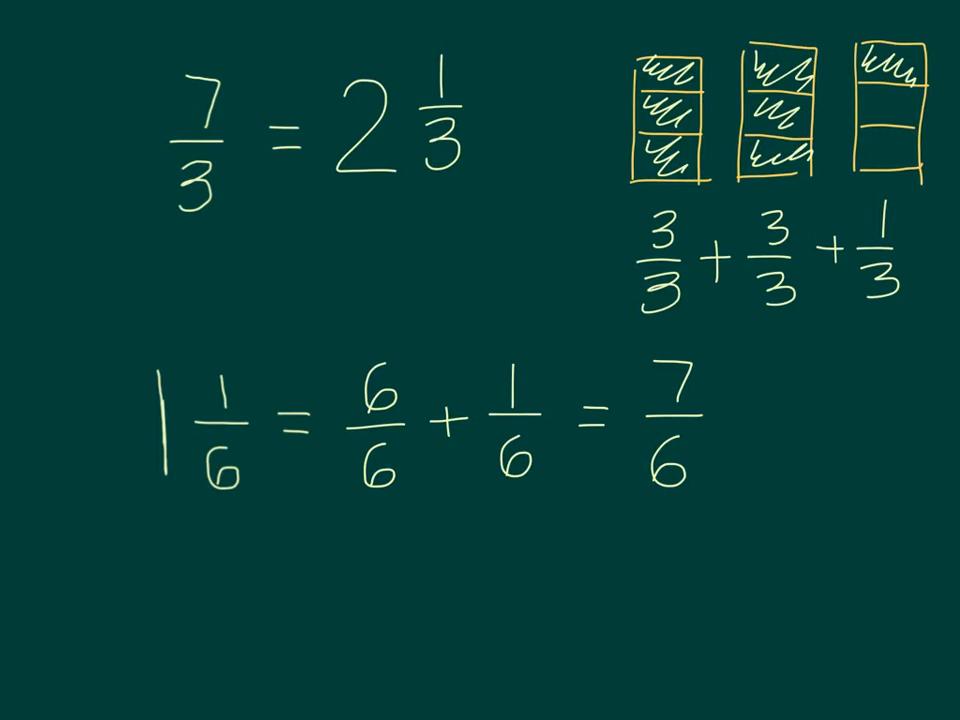 7/3 = 2 1/3
3/3 + 3/3 + 1/3
1 1/6 = 6/6 + 1/6 = 7/6